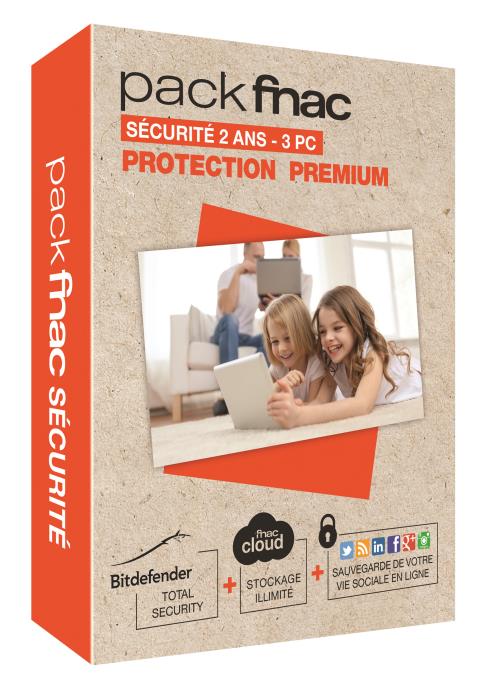 pack fnac
SÉCURITÉ 2 ANS - 3 PC
PROTECTION PREMIUM
pack fnac SÉCURITÉ
Bitdefender
TOTAL
SECURITY
+
fnac
cloud
STOCKAGE
ILLIMITÉ
+
in f g+
SAUVEGARDE DE VOTRE
VIE SOCIALE EN LIGNE